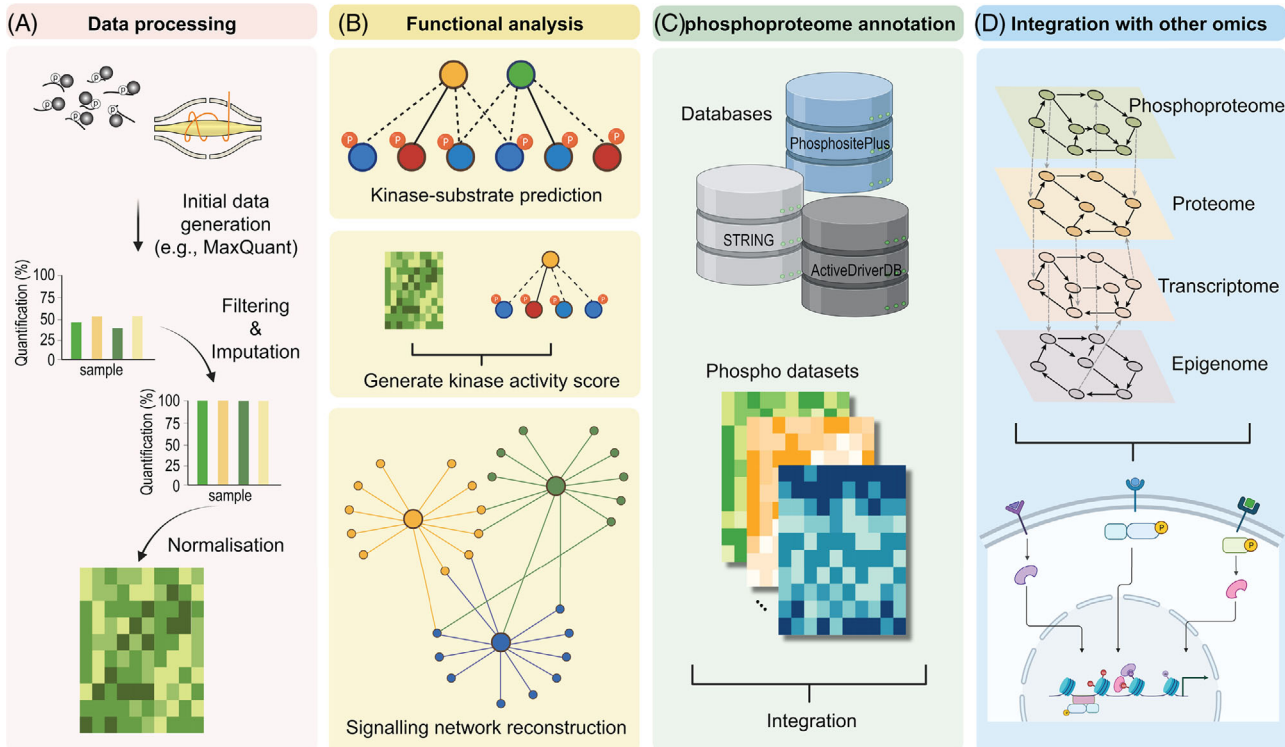 (A) Data processing
P P P P P P P
Initial data
generation
(e.g., MaxQuant)
Quantification (%)
100
75
50
25
0
sample
Filtering
&
Imputation
Quantification (%)
100
75
50
25
0
sample
Normalisation
(B) Functional analysis
P P P P P P
Kinase-substrate prediction
P P P P
Generate kinase activity score
Signalling network reconstruction
(C) phosphoproteome annotation
Databases
PhosphositePlus
STRING
ActiveDriverDB
Phospho datasets
Integration
(D) Integration with other omics
Phosphoproteome
Proteome
Transcriptome
Epigenome
P
P
P